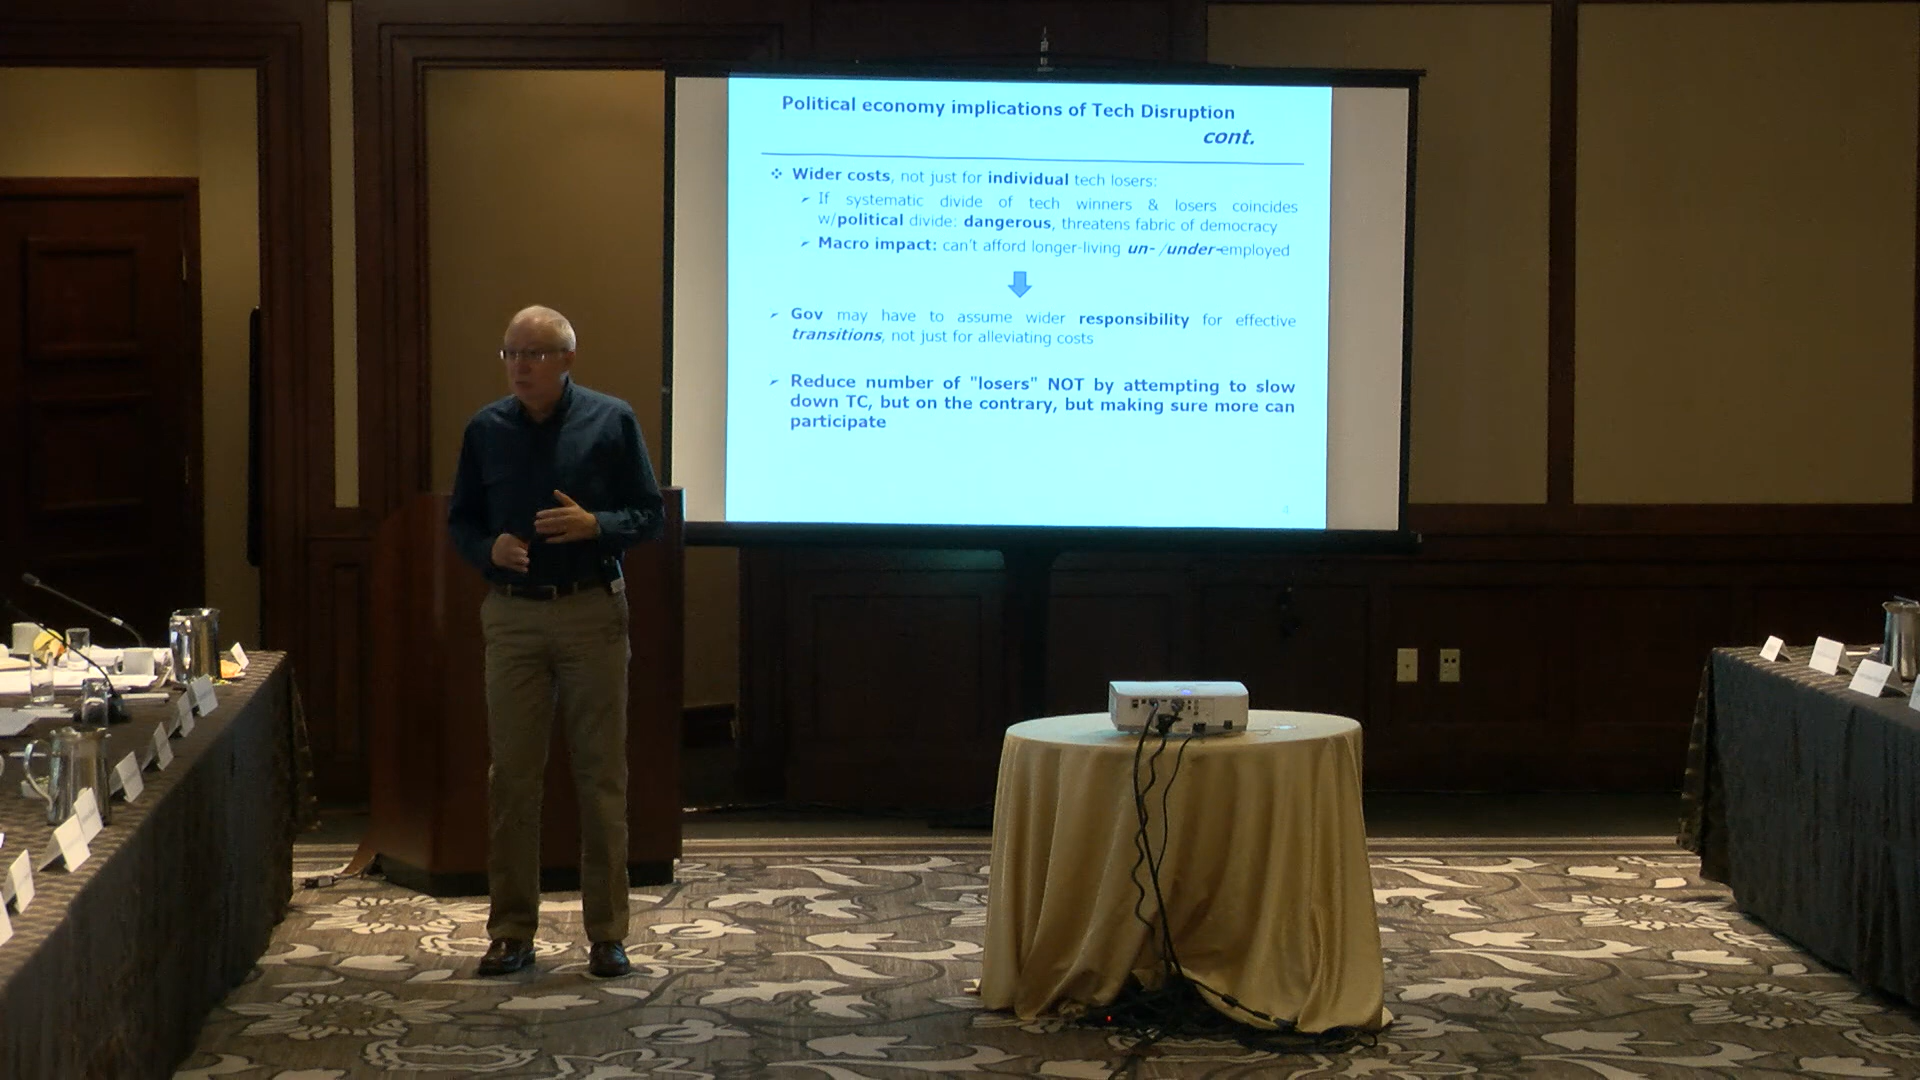 Political economy implications of Tech Disruption
cont.
Wider costs, not just for individual tech losers:
If systematic divide of tech winners & losers coincides
w/political divide: dangerous, threatens fabric of democracy
Macro impact: can't afford longer-living un- /under-employed
Gov may have to assume wider responsibility for effective
transitions, not just for alleviating costs
Reduce number of "losers" NOT by attempting to slow
down TC, but on the contrary, but making sure more can
participate
4